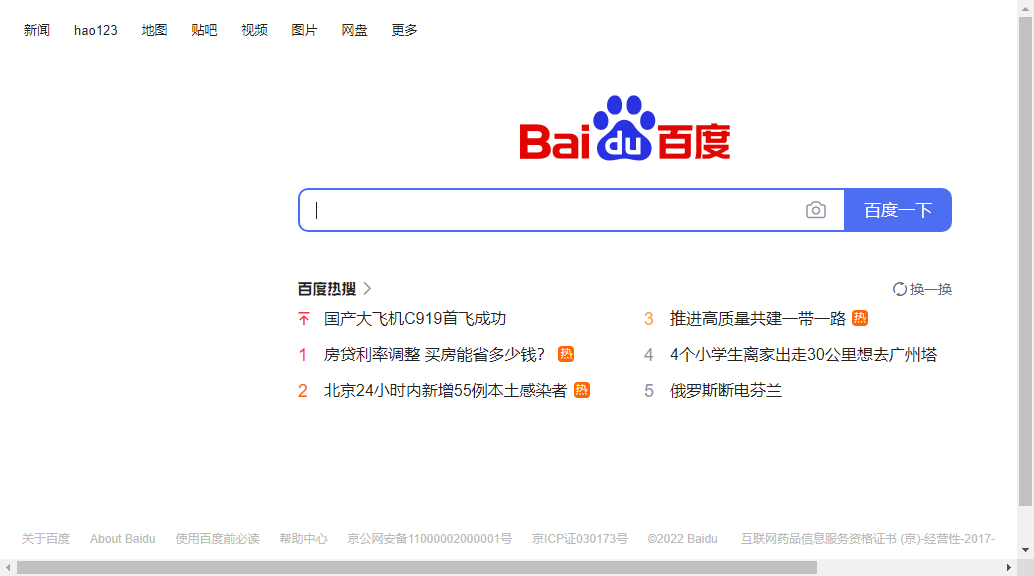 新闻 hao123 地图 贴吧 视频 图片 网盘 更多
Bai du 百度
百度一下
百度热搜 换一换
国产大飞机C919首飞成功
1 房贷利率调整 买房能省多少钱？ 热
2 北京24小时内新增55例本土感染者 热
3 推进高质量共建一带一路 热
4 4个小学生离家出走30公里想去广州塔
5 俄罗斯断电芬兰
关于百度 About Baidu 使用百度前必读 帮助中心 京公网安备11000002000001号 京ICP证030173号 ©2022 Baidu 互联网药品信息服务资格证书 (京)-经营性-2017-